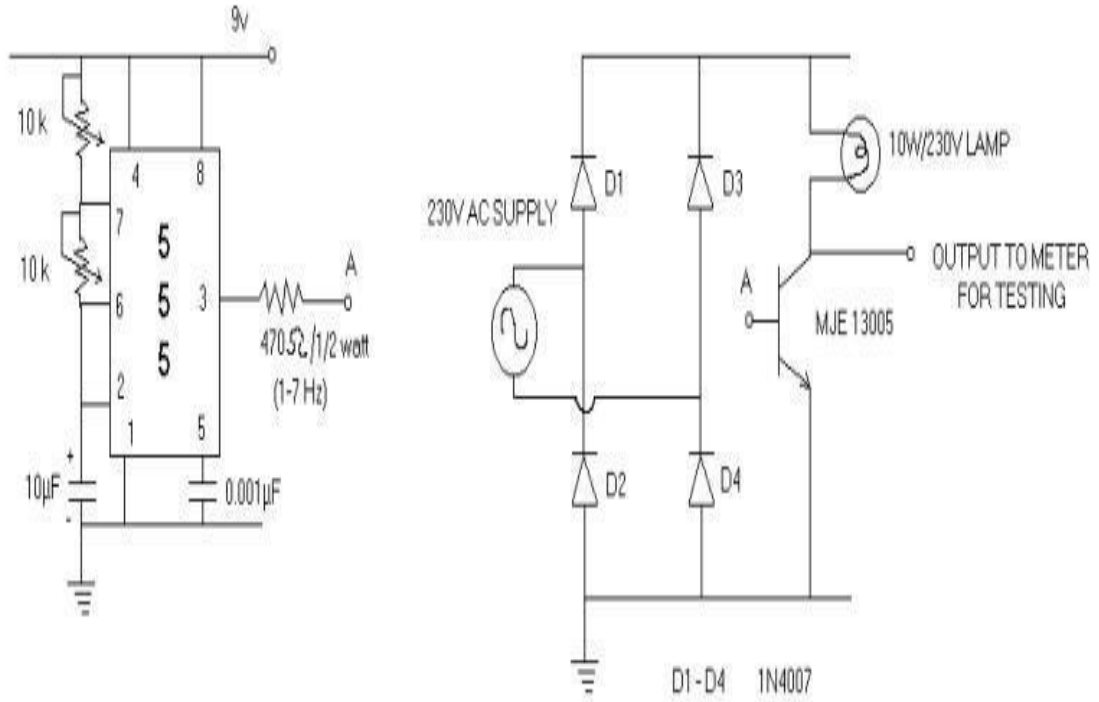 9v
10 k
4
8
7
5
5
5
10 k
6
3
A
470Ω/1/2 watt
(1-7 Hz)
2
1
5
+
10µF
-
0.001µF
D1
D3
10W/230V LAMP
230V AC SUPPLY
OUTPUT TO METER
FOR TESTING
A
MJE 13005
D2
D4
D1 - D4 1N4007